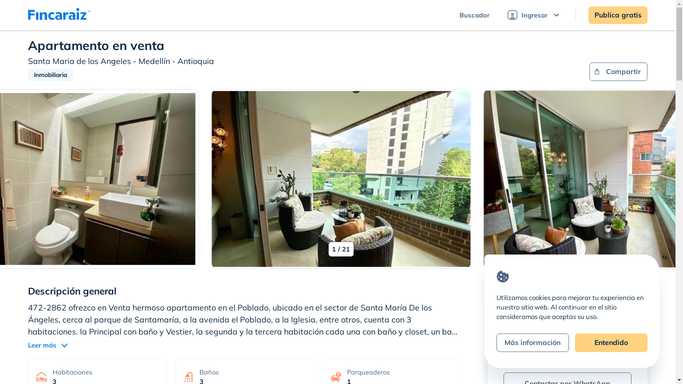 Fincaraiz
Buscador
Ingresar
Publica gratis
Apartamento en venta
Santa Maria de los Angeles - Medellín - Antioquia
Inmobiliaria
Compartir
1 / 21
Descripción general
472-2862 ofrezco en Venta hermoso apartamento en el Poblado, ubicado en el sector de Santa María De los
Ángeles, cerca al parque de Santamaría, a la avenida el Poblado, a la Iglesia, entre otros, cuenta con 3
habitaciones. la Principal con baño y Vestier, la segunda y la tercera habitación cada una con baño y closet, un ba...
Leer más
Habitaciones
3
Baños
3
Parqueaderos
1
Utilizamos cookies para mejorar tu experiencia en
nuestro sitio web. Al continuar en el sitio
consideramos que aceptas su uso.
Más información
Entendido
Contactar por WhatsApp